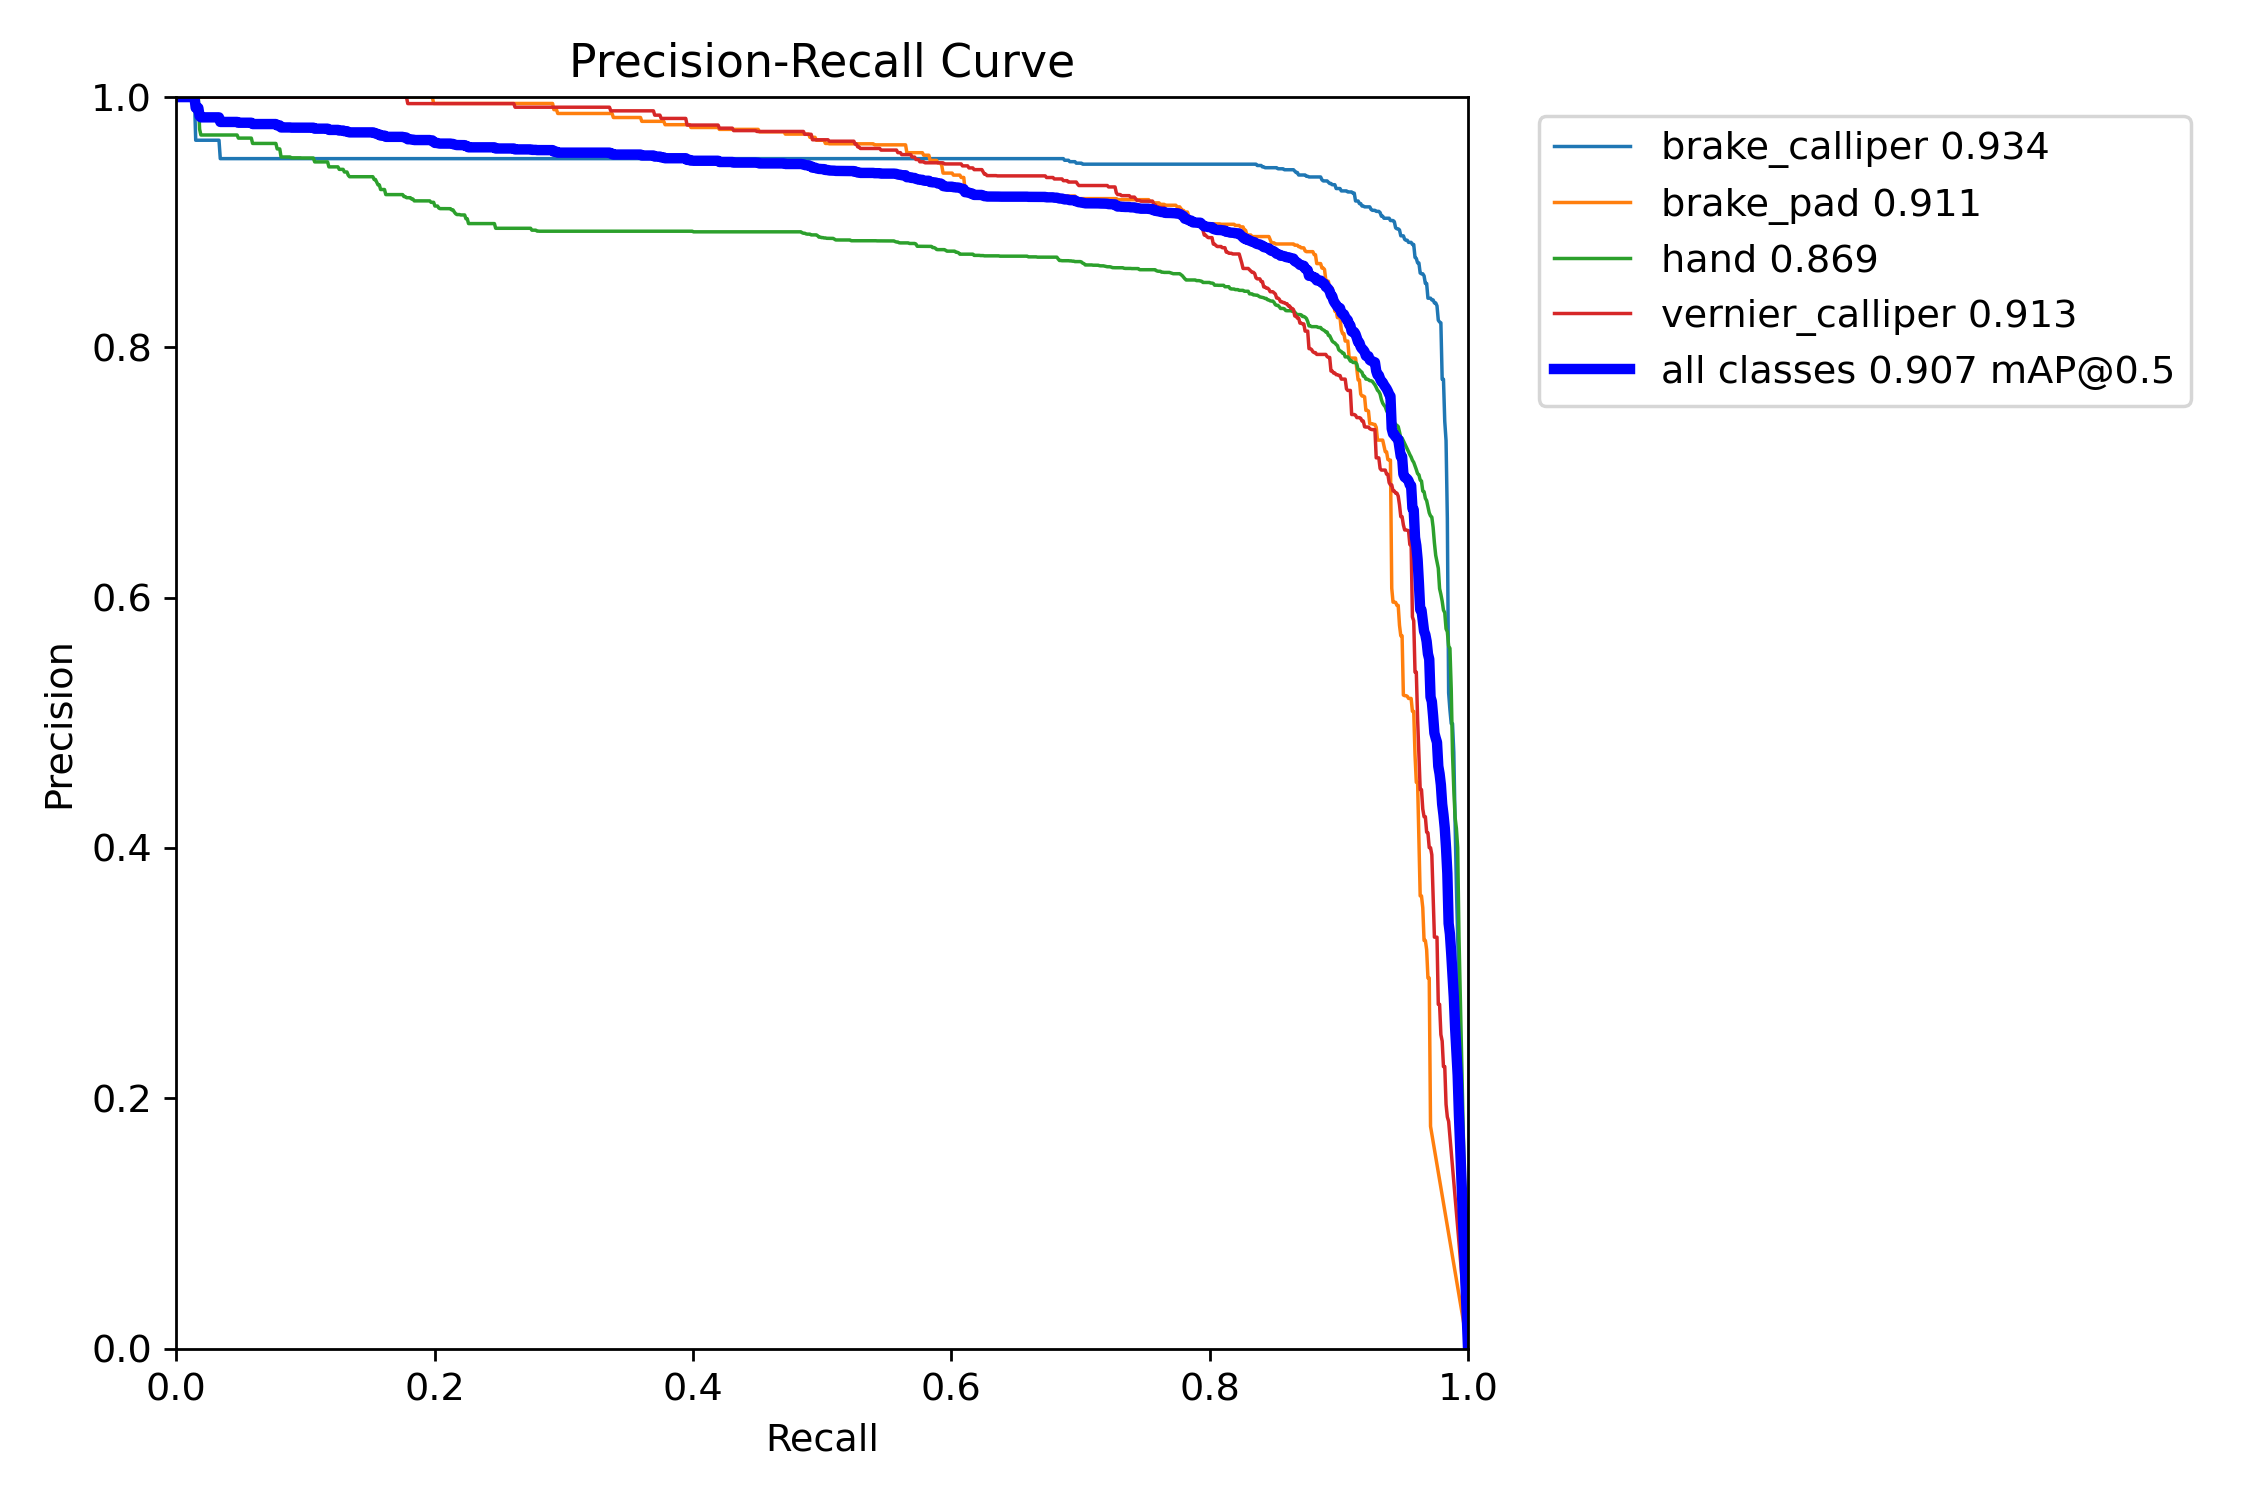 Precision-Recall Curve
1.0
0.8
0.6
0.4
0.2
0.0
Precision
0.0 0.2 0.4 0.6 0.8 1.0
Recall
brake_calliper 0.934
brake_pad 0.911
hand 0.869
vernier_calliper 0.913
all classes 0.907 mAP@0.5